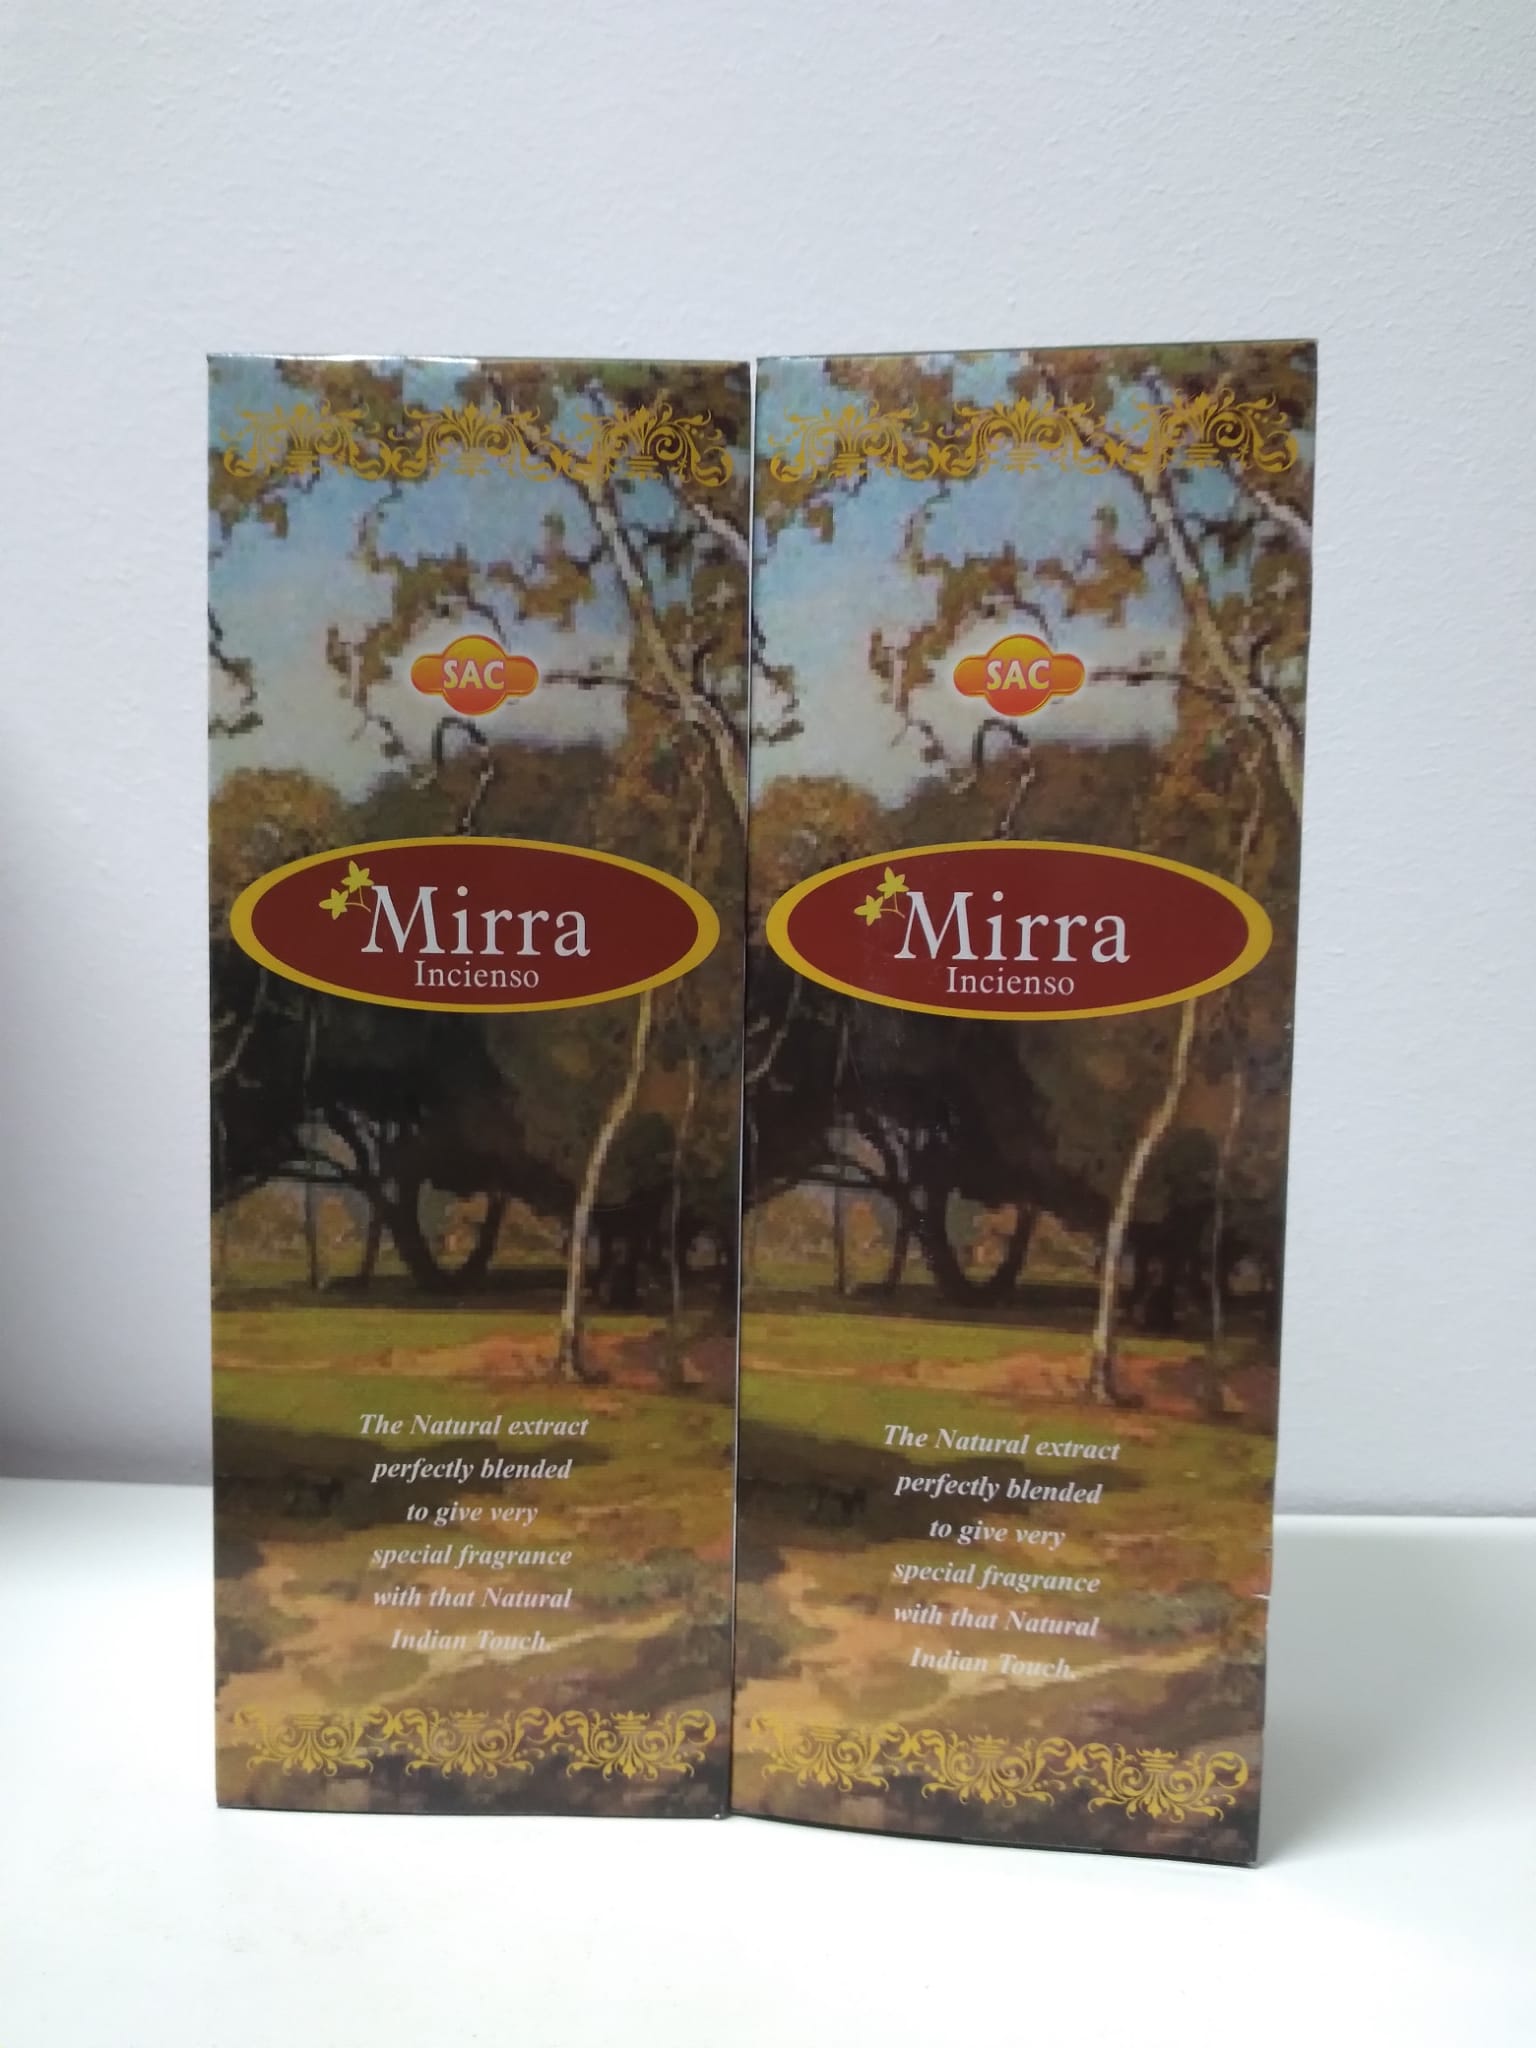 SAC
Mirra
Incienso
The Natural extract
perfectly blended
to give very
special fragrance
with that Natural
Indian Touch.
SAC
Mirra
Incienso
The Natural extract
perfectly blended
to give very
special fragrance
with that Natural
Indian Touch.